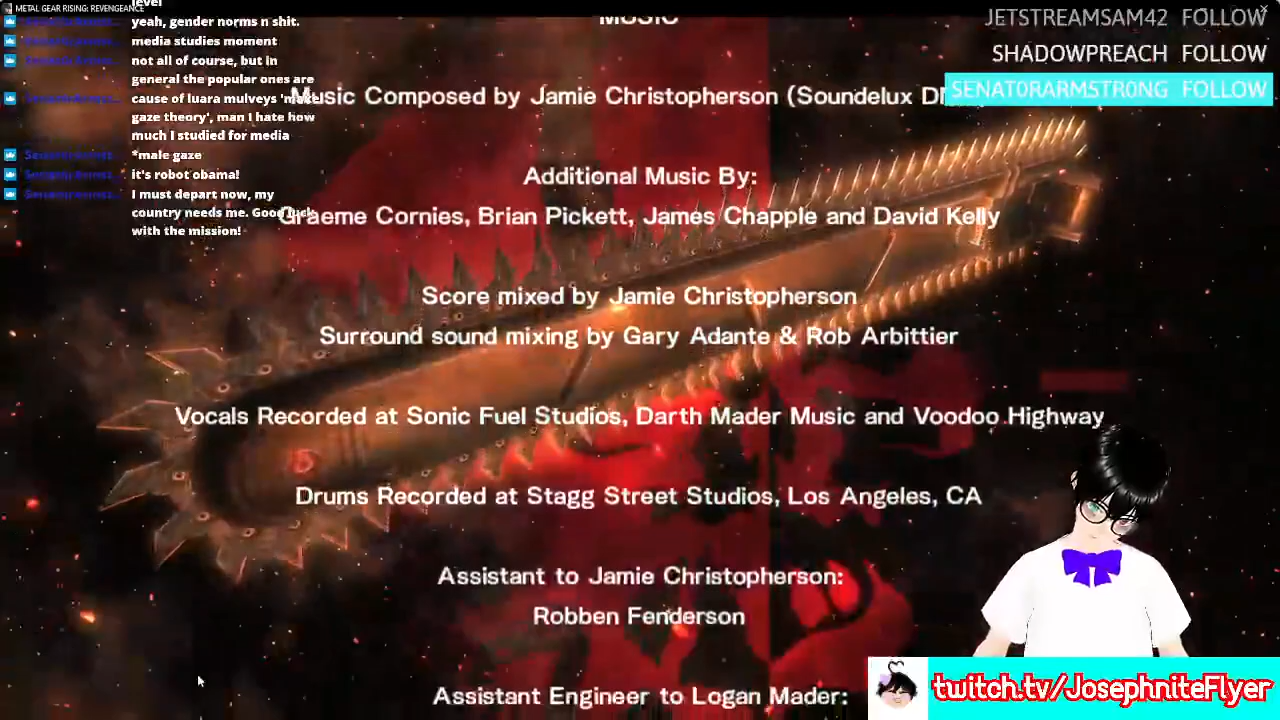 METAL GEAR RISING: REVENGEANCE
level
yeah, gender norms n shit.
media studies moment
not all of course, but in
general the popular ones are
cause of luara mulveys 'make
gaze theory', man I hate how
much I studied for media
*male gaze
it's robot obama!
I must depart now, my
country needs me. Good luck
with the mission!
JETSTREAMSAM42 FOLLOW
SHADOWPREACH FOLLOW
SENAT0RARMSTR0NG FOLLOW
MUSIC
Music Composed by Jamie Christopherson (Soundelux
Additional Music By:
Graeme Cornies, Brian Pickett, James Chapple and David Kelly
Score mixed by Jamie Christopherson
Surround sound mixing by Gary Adante & Rob Arbittier
Vocals Recorded at Sonic Fuel Studios, Darth Mader Music and Voodoo Highway
Drums Recorded at Stagg Street Studios, Los Angeles, CA
Assistant to Jamie Christopherson:
Robben Fenderson
Assistant Engineer to Logan Mader:
twitch.tv/JosephniteFlyer